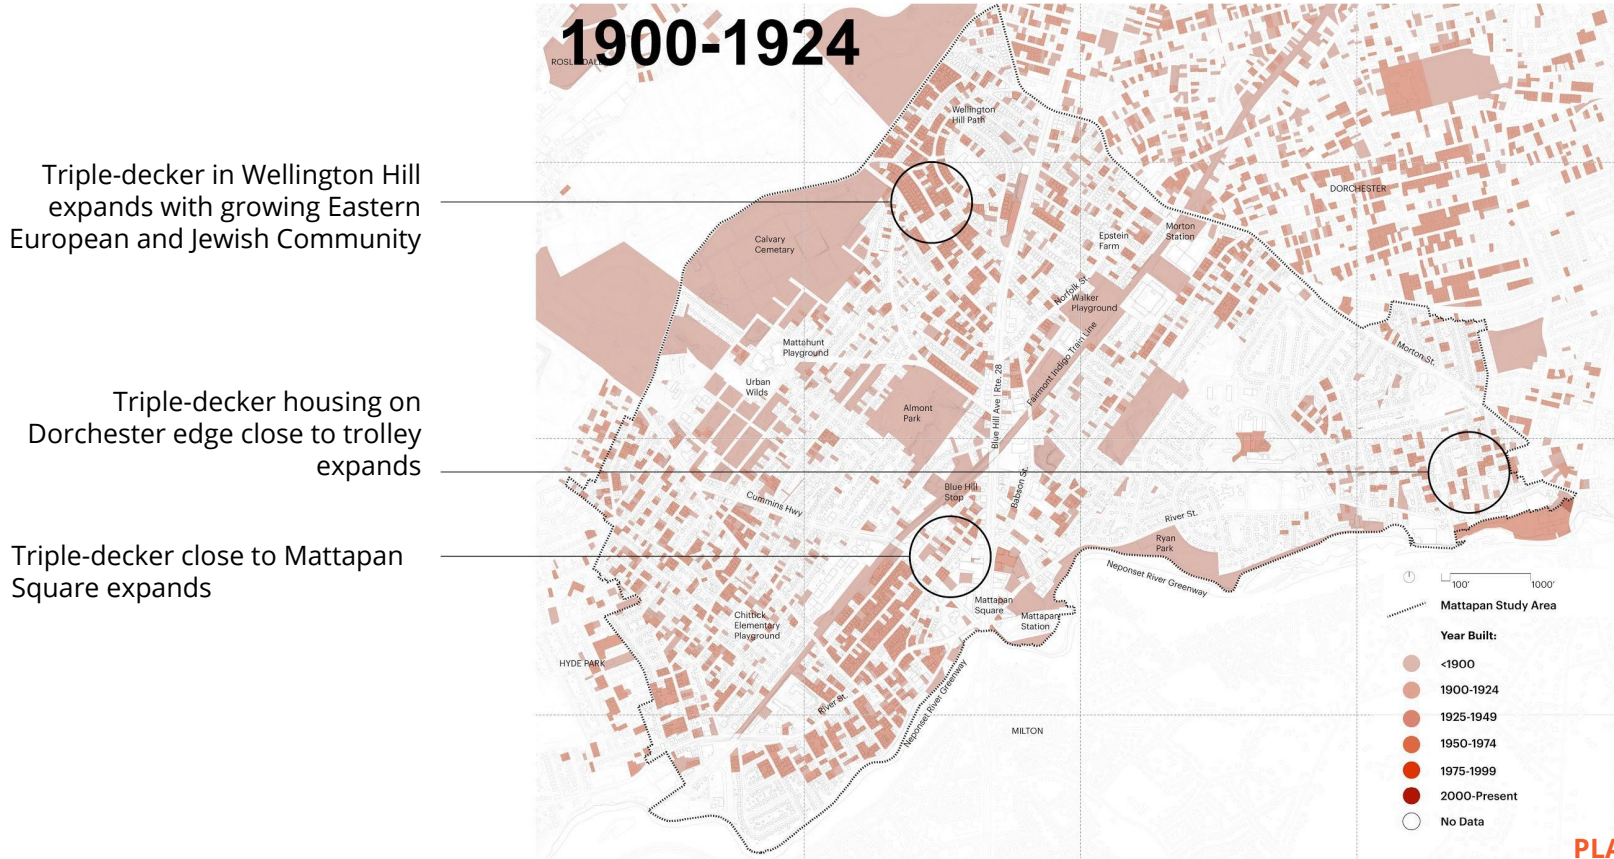 1900-1924
Triple-decker in Wellington Hill
expands with growing Eastern
European and Jewish Community
Triple-decker housing on
Dorchester edge close to trolley
expands
Triple-decker close to Mattapan
Square expands
Wellington
Hill Path
DORCHESTER
Morton
Station
Epstein
Farm
Calvary
Cemetary
Norfolk St.
Walker
Playground
Mattahunt
Playground
Fairmont Indigo Train Line
Morton St.
Urban
Wilds
Blue Hill Ave | Rte. 28
Almont
Park
Blue Hill
Stop
Babson St.
Cummins Hwy
River St.
Ryan
Park
Neponset River Greenway
Mattapan
Square
Mattapan
Station
Chittick
Elementary
Playground
HYDE PARK
River St.
Neponset River Greenway
MILTON
100'
1000'
Mattapan Study Area
Year Built:
<1900
1900-1924
1925-1949
1950-1974
1975-1999
2000-Present
No Data
PLA